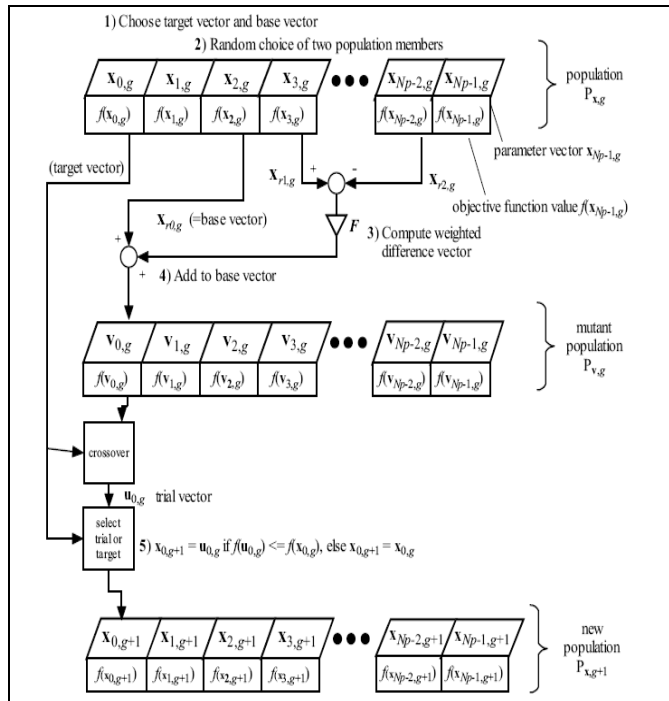 1) Choose target vector and base vector
2) Random choice of two population members
x0,g x1,g x2,g x3,g ••• xNp-2,g xNp-1,g
f(x0,g) f(x1,g) f(x2,g) f(x3,g) f(xNp-2,g) f(xNp-1,g)
population
Px,g
parameter vector xNp-1,g
(target vector)
xr1,g
+
-
xr2,g
objective function value f(xNp-1,g)
xr0,g (=base vector)
F
3) Compute weighted
difference vector
+
+
4) Add to base vector
v0,g v1,g v2,g v3,g ••• vNp-2,g vNp-1,g
f(v0,g) f(v1,g) f(v2,g) f(v3,g) f(vNp-2,g) f(vNp-1,g)
mutant
population
Pv,g
crossover
u0,g trial vector
select
trial or
target
5) x0,g+1 = u0,g if f(u0,g) <= f(x0,g), else x0,g+1 = x0,g
x0,g+1 x1,g+1 x2,g+1 x3,g+1 ••• xNp-2,g+1 xNp-1,g+1
f(x0,g+1) f(x1,g+1) f(x2,g+1) f(x3,g+1) f(xNp-2,g+1) f(xNp-1,g+1)
new
population
Px,g+1